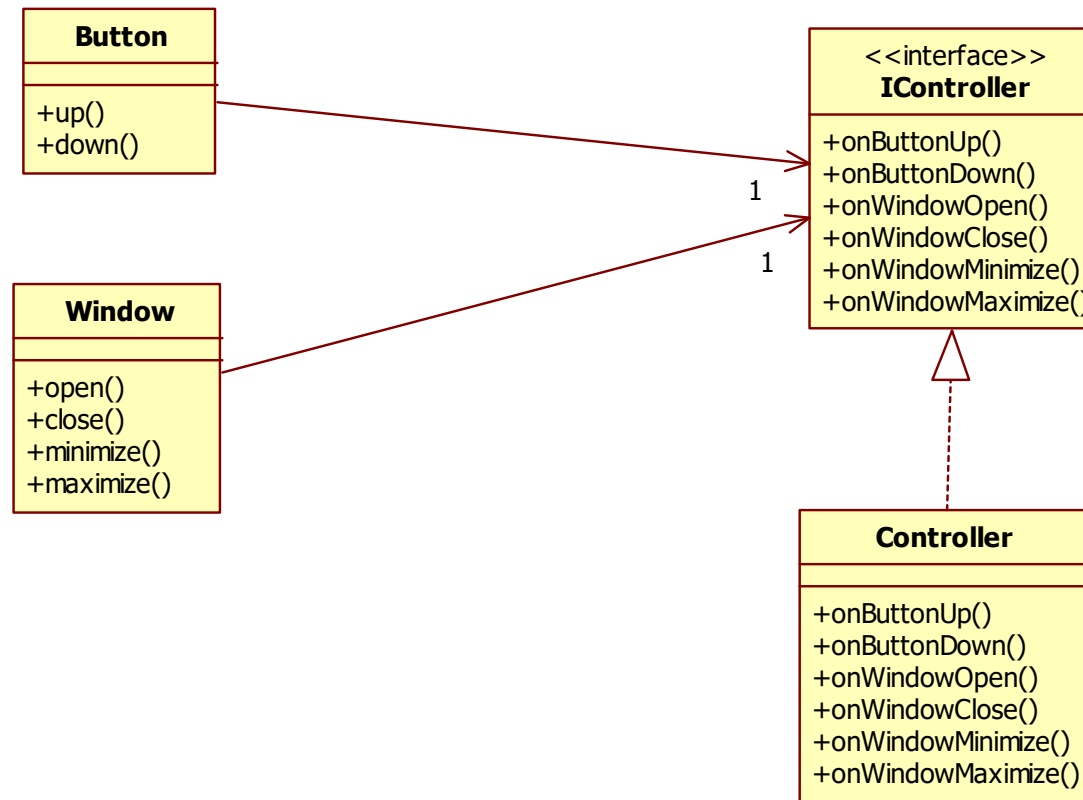 Button
+up()
+down()
<<interface>>
IController
+onButtonUp()
+onButtonDown()
+onWindowOpen()
+onWindowClose()
+onWindowMinimize()
+onWindowMaximize()
1
1
Window
+open()
+close()
+minimize()
+maximize()
Controller
+onButtonUp()
+onButtonDown()
+onWindowOpen()
+onWindowClose()
+onWindowMinimize()
+onWindowMaximize()